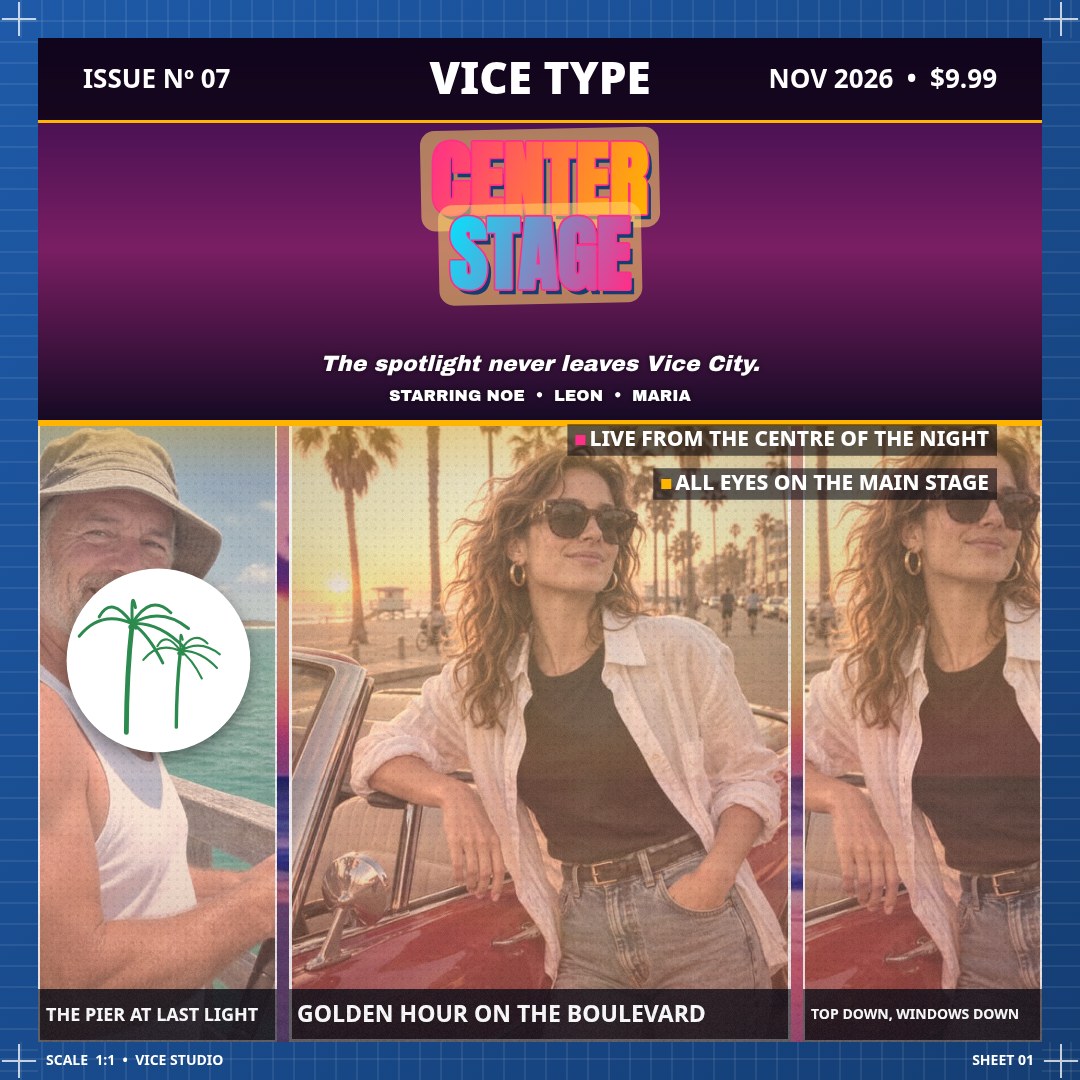 ISSUE Nº 07
VICE TYPE
NOV 2026 • $9.99
CENTER
STAGE
The spotlight never leaves Vice City.
STARRING NOE • LEON • MARIA
LIVE FROM THE CENTRE OF THE NIGHT
ALL EYES ON THE MAIN STAGE
THE PIER AT LAST LIGHT
GOLDEN HOUR ON THE BOULEVARD
TOP DOWN, WINDOWS DOWN
SCALE 1:1 • VICE STUDIO
SHEET 01